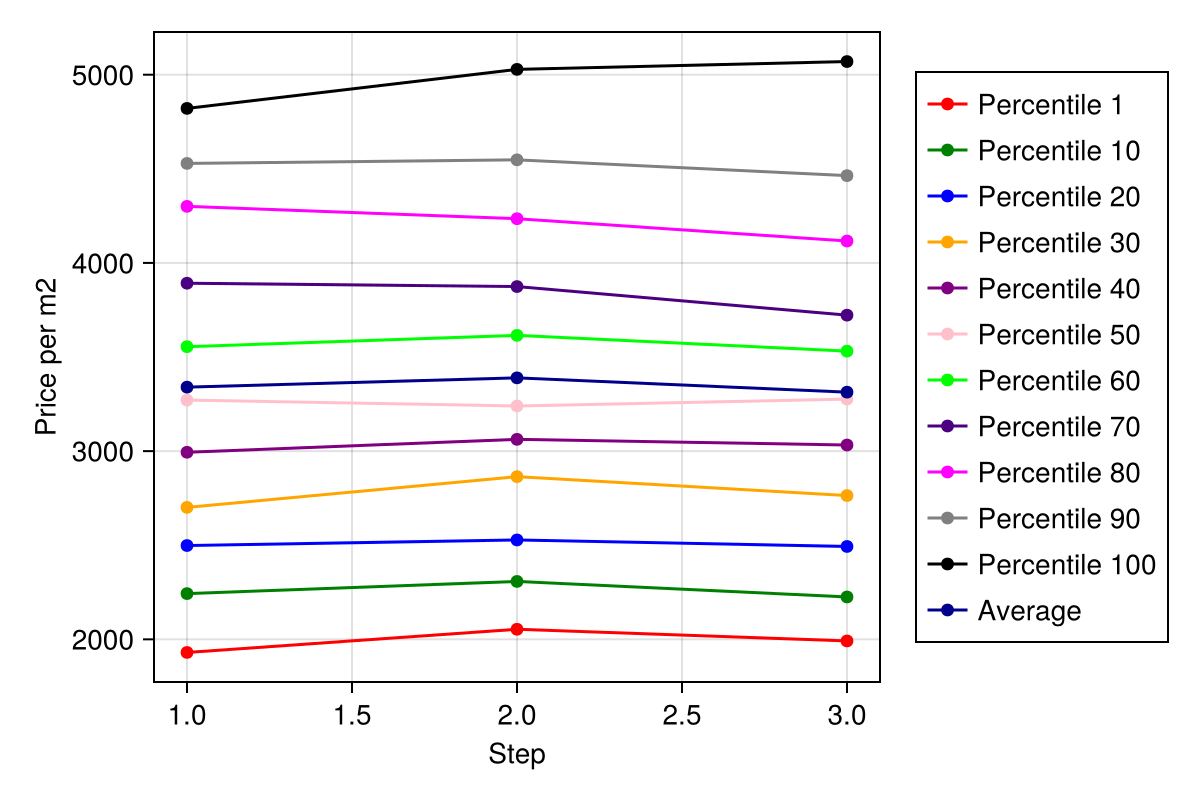 5000
4000
3000
2000
Price per m2
1.0 1.5 2.0 2.5 3.0
Step
Percentile 1
Percentile 10
Percentile 20
Percentile 30
Percentile 40
Percentile 50
Percentile 60
Percentile 70
Percentile 80
Percentile 90
Percentile 100
Average